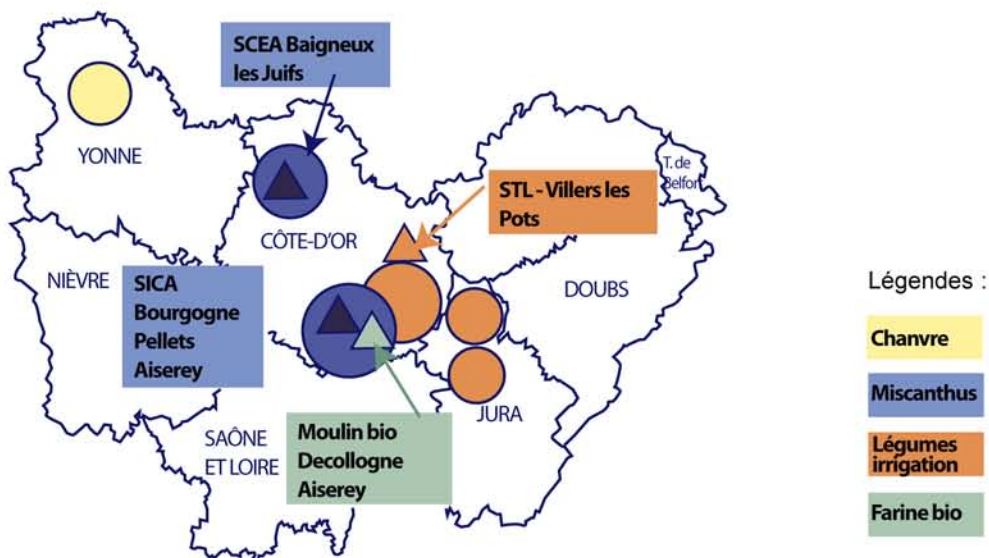 SCEA Baigneux
les Juifs
YONNE
T. de
Belfort
STL - Villers les
Pots
CÔTE-D'OR
NIÈVRE
SICA
Bourgogne
Pellets
Aiserey
DOUBS
Légendes :
Chanvre
Miscanthus
JURA
SAÔNE
ET LOIRE
Moulin bio
Decollogne
Aiserey
Légumes
irrigation
Farine bio